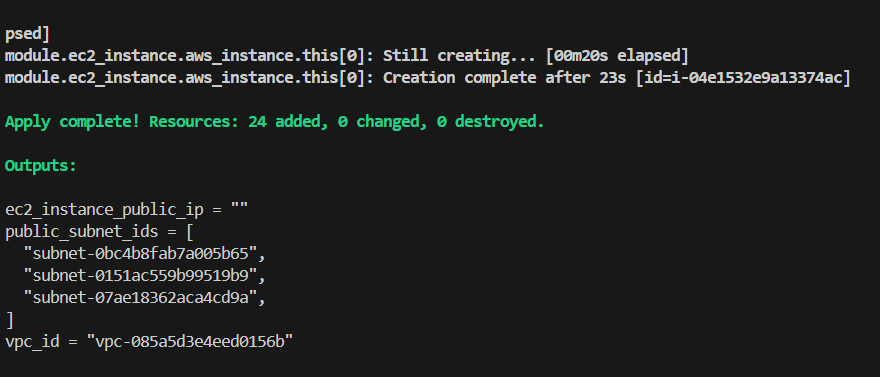 psed]
module.ec2_instance.aws_instance.this[0]: Still creating... [00m20s elapsed]
module.ec2_instance.aws_instance.this[0]: Creation complete after 23s [id=i-04e1532e9a13374ac]
Apply complete! Resources: 24 added, 0 changed, 0 destroyed.
Outputs:
ec2_instance_public_ip = ""
public_subnet_ids = [
  "subnet-0bc4b8fab7a005b65",
  "subnet-0151ac559b99519b9",
  "subnet-07ae18362aca4cd9a",
]
vpc_id = "vpc-085a5d3e4eed0156b"